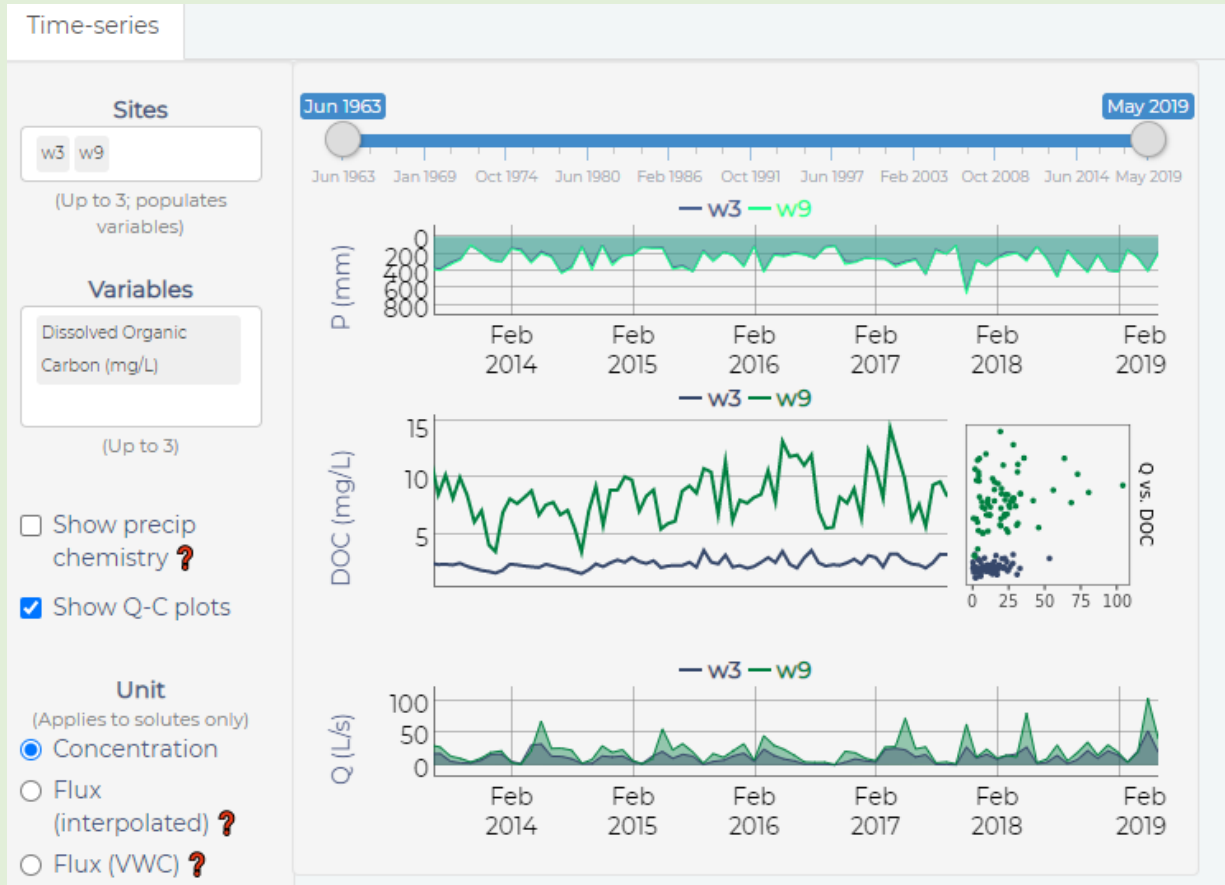 Time-series
Sites
w3 w9
(Up to 3; populates
variables)
Variables
Dissolved Organic
Carbon (mg/L)
(Up to 3)
Show precip
chemistry ?
Show Q-C plots
Unit
(Applies to solutes only)
Concentration
Flux
(interpolated) ?
Flux (VWC) ?
Jun 1963 May 2019
Jun 1963 Jan 1969 Oct 1974 Jun 1980 Feb 1986 Oct 1991 Jun 1997 Feb 2003 Oct 2008 Jun 2014 May 2019
w3 w9
P (mm)
0
200
400
600
800
Feb Feb Feb Feb Feb Feb
2014 2015 2016 2017 2018 2019
w3 w9
DOC (mg/L)
15
10
5
Q vs. DOC
0 25 50 75 100
w3 w9
Q (L/s)
100
50
0
Feb Feb Feb Feb Feb Feb
2014 2015 2016 2017 2018 2019